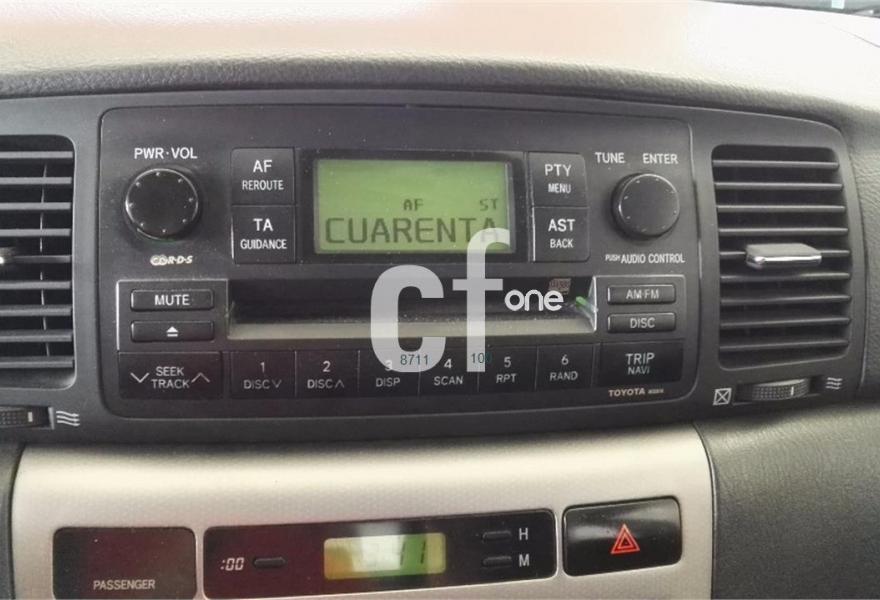 PWR·VOL
AF
REROUTE
TA
GUIDANCE
AF ST
CUARENTA
PTY
MENU
AST
BACK
TUNE ENTER
PUSH AUDIO CONTROL
CD R·D·S
MUTE
AM·FM
DISC
cf one
8711 100
SEEK
TRACK
1
DISC
2
DISC
3
DISP
4
SCAN
5
RPT
6
RAND
TRIP
NAVI
TOYOTA
PASSENGER
:00
H
M